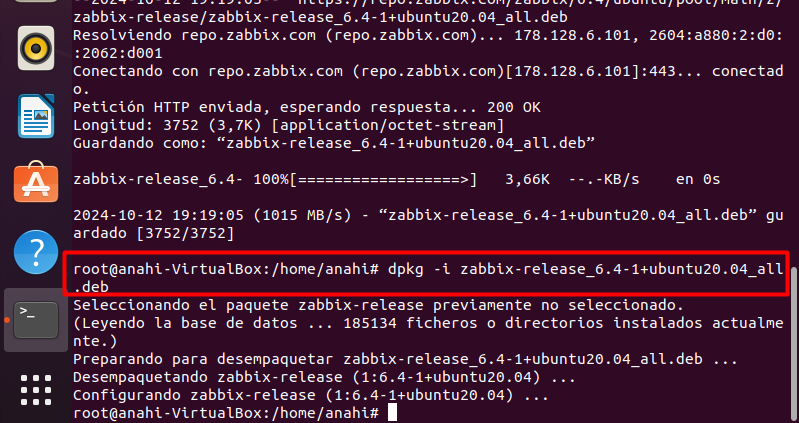 --2024-10-12 19:19:05-- https://repo.zabbix.com/zabbix/6.4/ubuntu/pool/main/z/
zabbix-release/zabbix-release_6.4-1+ubuntu20.04_all.deb
Resolviendo repo.zabbix.com (repo.zabbix.com)... 178.128.6.101, 2604:a880:2:d0:
:2062:d001
Conectando con repo.zabbix.com (repo.zabbix.com)[178.128.6.101]:443... conectad
o.
Petición HTTP enviada, esperando respuesta... 200 OK
Longitud: 3752 (3,7K) [application/octet-stream]
Guardando como: “zabbix-release_6.4-1+ubuntu20.04_all.deb”
zabbix-release_6.4- 100%[==================>] 3,66K --.-KB/s en 0s
2024-10-12 19:19:05 (1015 MB/s) - “zabbix-release_6.4-1+ubuntu20.04_all.deb” gu
ardado [3752/3752]
root@anahi-VirtualBox:/home/anahi# dpkg -i zabbix-release_6.4-1+ubuntu20.04_all
.deb
Seleccionando el paquete zabbix-release previamente no seleccionado.
(Leyendo la base de datos ... 185134 ficheros o directorios instalados actualme
nte.)
Preparando para desempaquetar zabbix-release_6.4-1+ubuntu20.04_all.deb ...
Desempaquetando zabbix-release (1:6.4-1+ubuntu20.04) ...
Configurando zabbix-release (1:6.4-1+ubuntu20.04) ...
root@anahi-VirtualBox:/home/anahi#